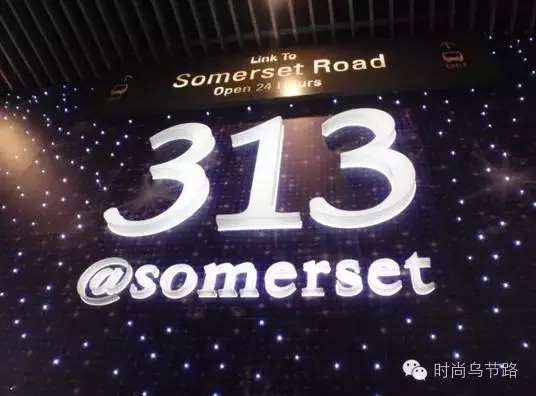 Link To
Somerset Road
Open 24 Hours
313
@somerset
时尚乌节路